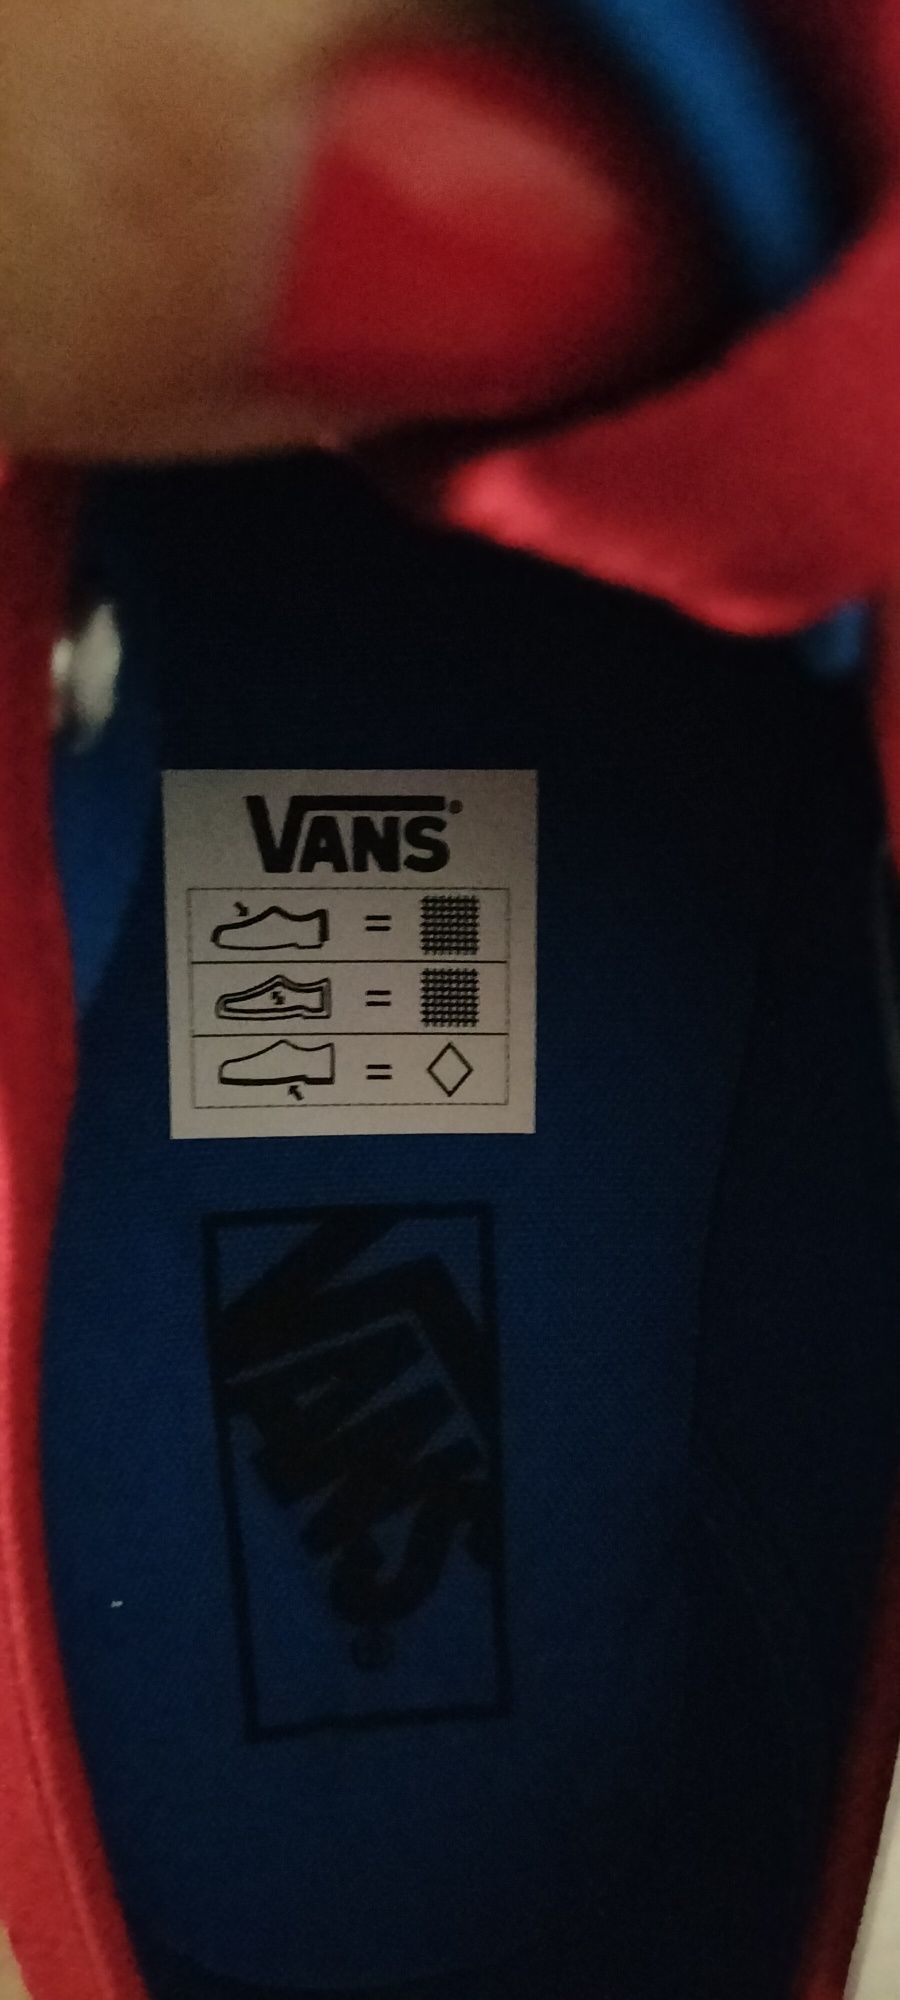 VANS
=
=
=
VANS